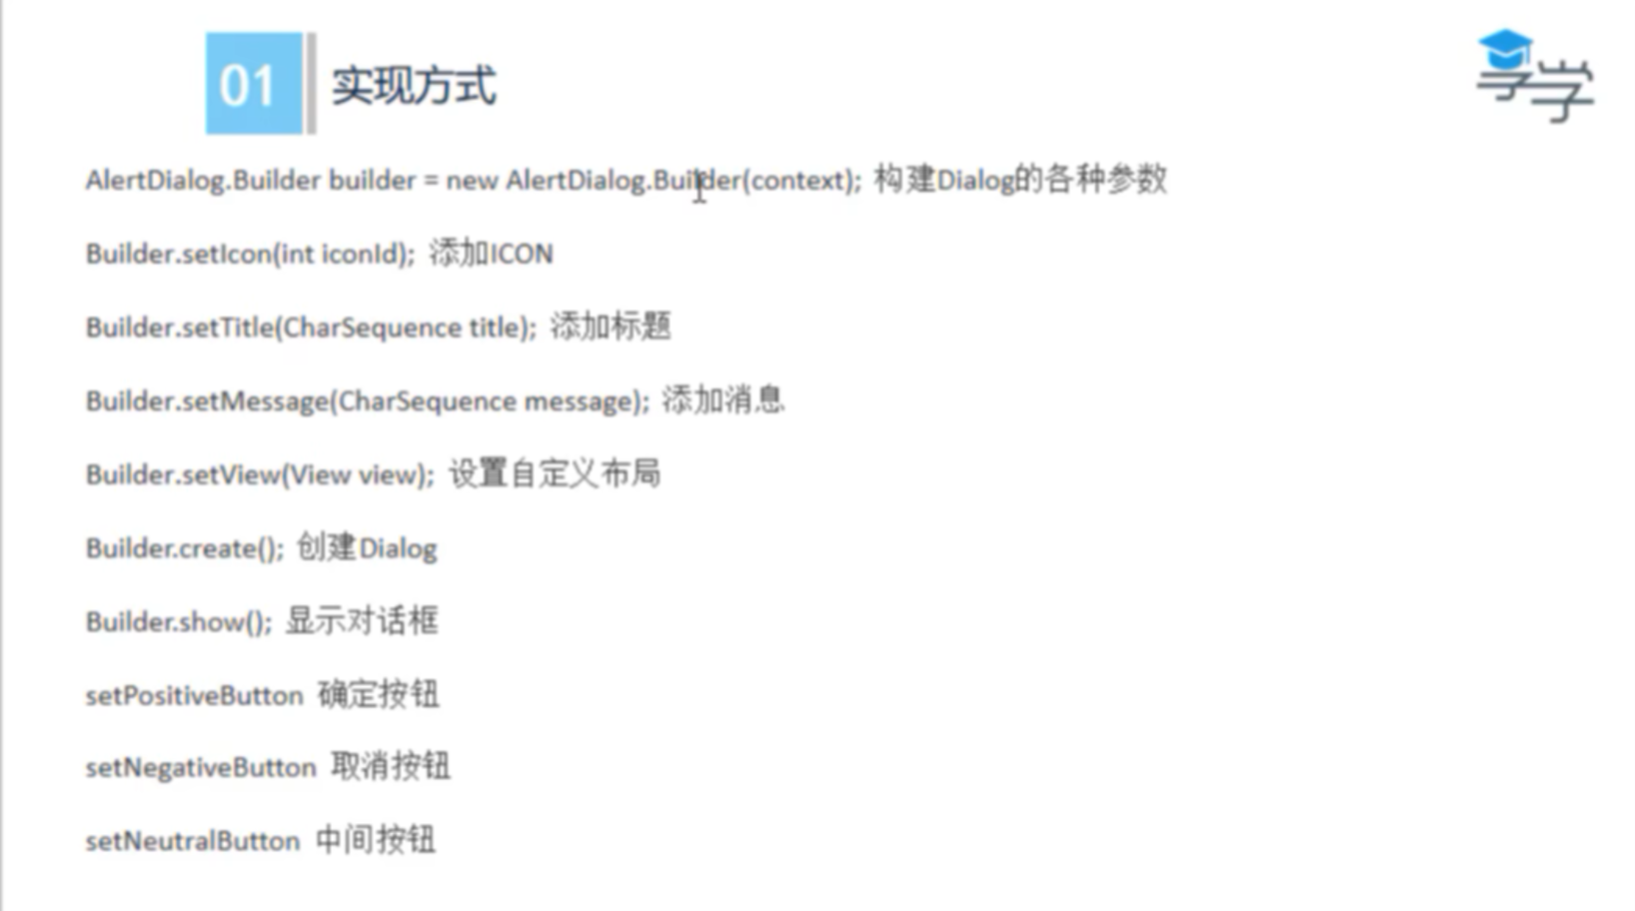 01 实现方式
享学
AlertDialog.Builder builder = new AlertDialog.Builder(context); 构建Dialog的各种参数
Builder.setIcon(int iconId); 添加ICON
Builder.setTitle(CharSequence title); 添加标题
Builder.setMessage(CharSequence message); 添加消息
Builder.setView(View view); 设置自定义布局
Builder.create(); 创建Dialog
Builder.show(); 显示对话框
setPositiveButton 确定按钮
setNegativeButton 取消按钮
setNeutralButton 中间按钮